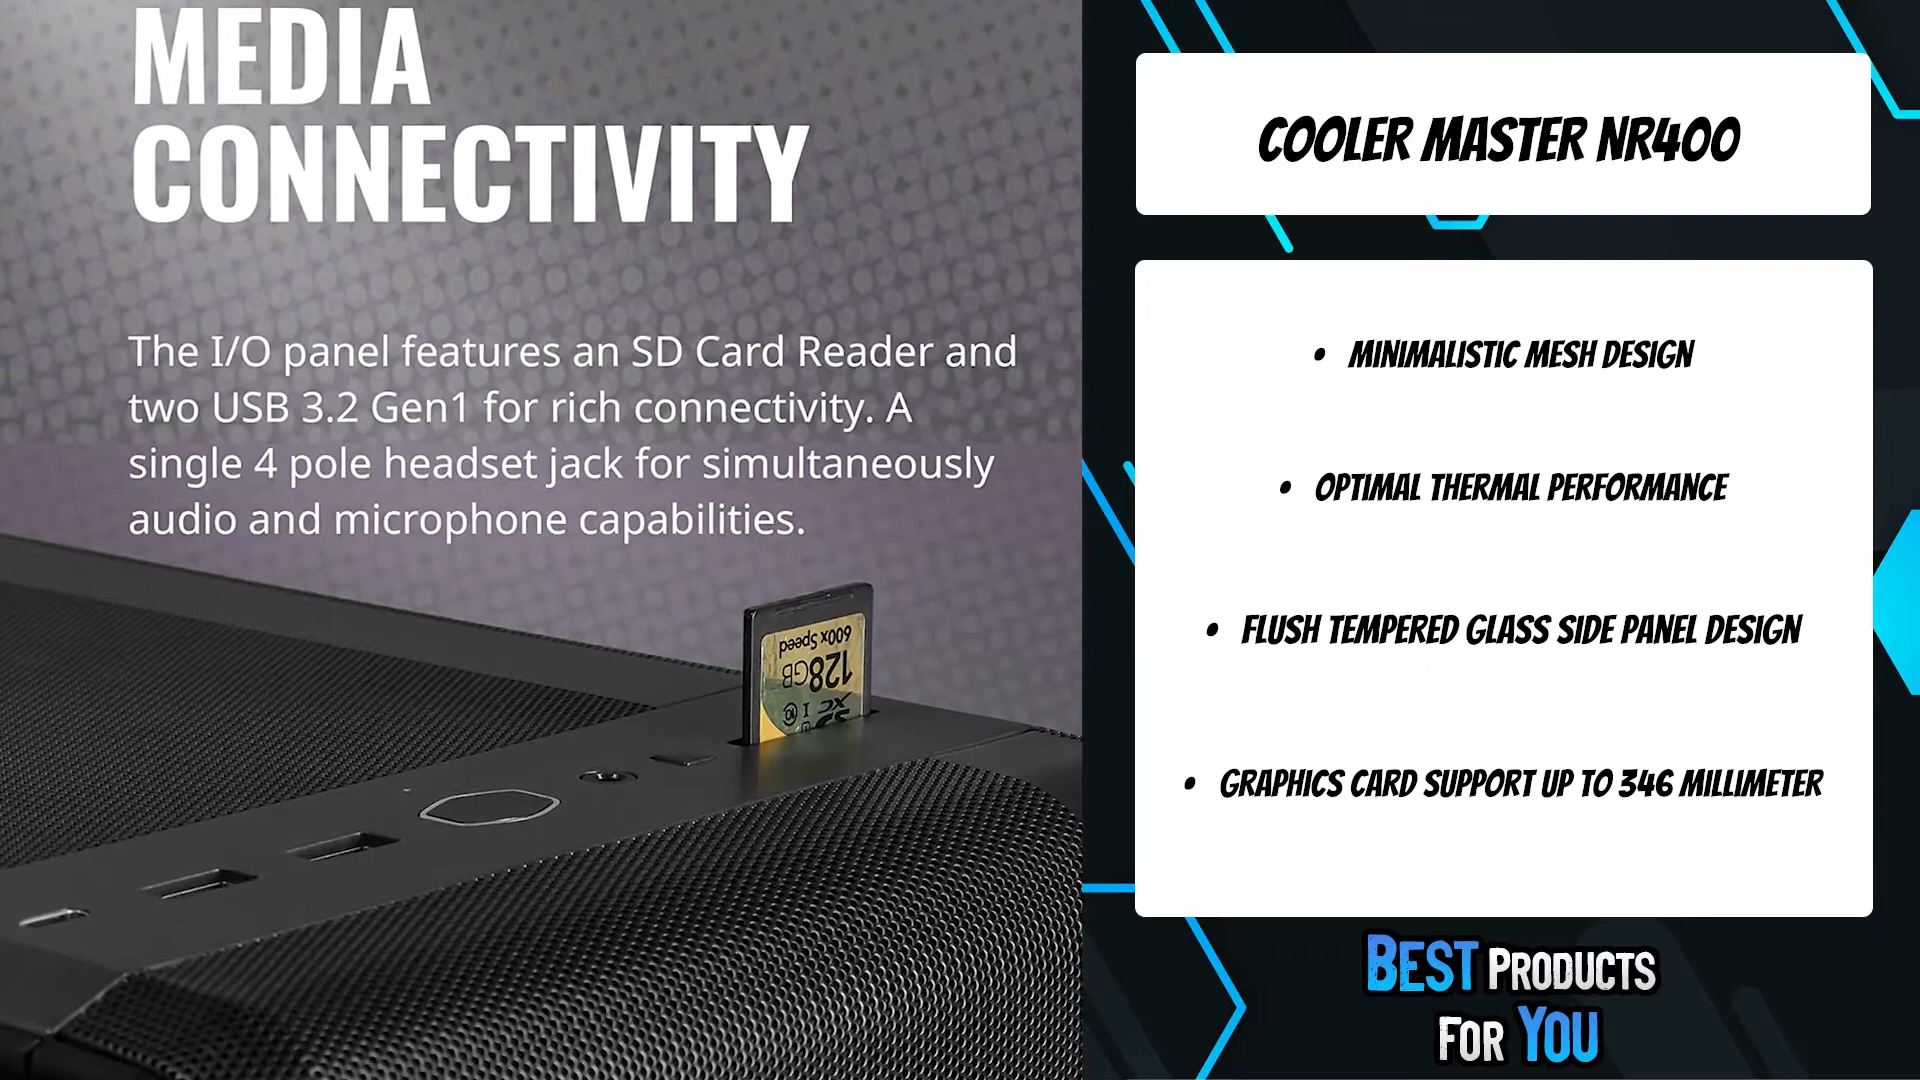 MEDIA
CONNECTIVITY
The I/O panel features an SD Card Reader and
two USB 3.2 Gen1 for rich connectivity. A
single 4 pole headset jack for simultaneously
audio and microphone capabilities.
600x Speed
128GB
XC I
COOLER MASTER NR400
• MINIMALISTIC MESH DESIGN
• OPTIMAL THERMAL PERFORMANCE
• FLUSH TEMPERED GLASS SIDE PANEL DESIGN
• GRAPHICS CARD SUPPORT UP TO 346 MILLIMETER
BEST PRODUCTS
FOR YOU